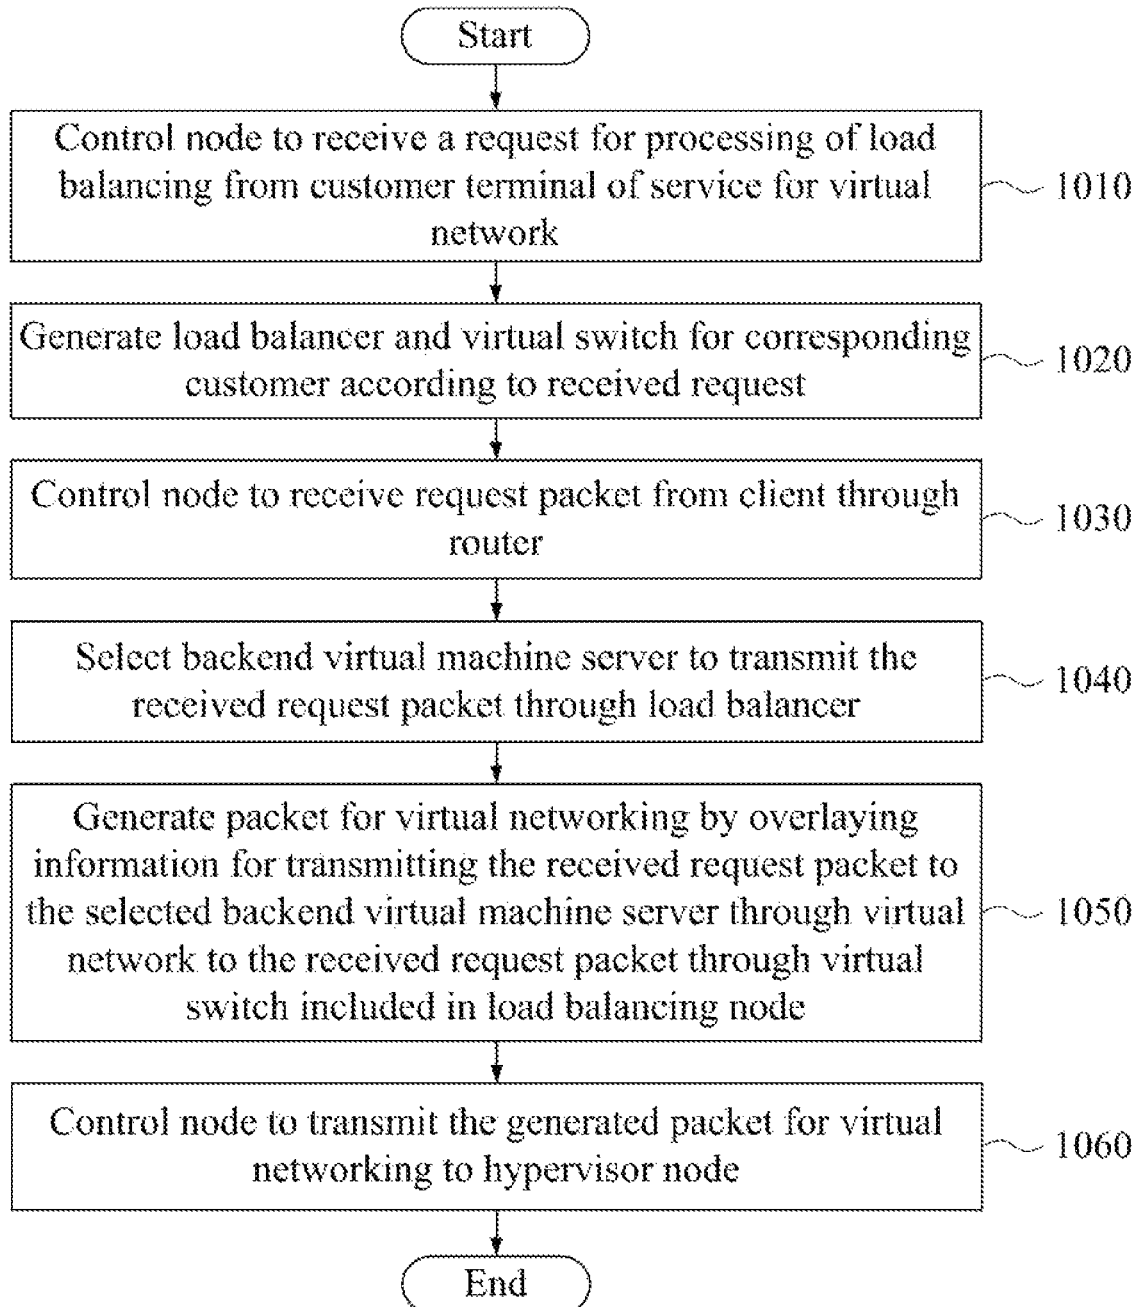 Start
Control node to receive a request for processing of load
balancing from customer terminal of service for virtual
network
1010
Generate load balancer and virtual switch for corresponding
customer according to received request
1020
Control node to receive request packet from client through
router
1030
Select backend virtual machine server to transmit the
received request packet through load balancer
1040
Generate packet for virtual networking by overlaying
information for transmitting the received request packet to
the selected backend virtual machine server through virtual
network to the received request packet through virtual
switch included in load balancing node
1050
Control node to transmit the generated packet for virtual
networking to hypervisor node
1060
End